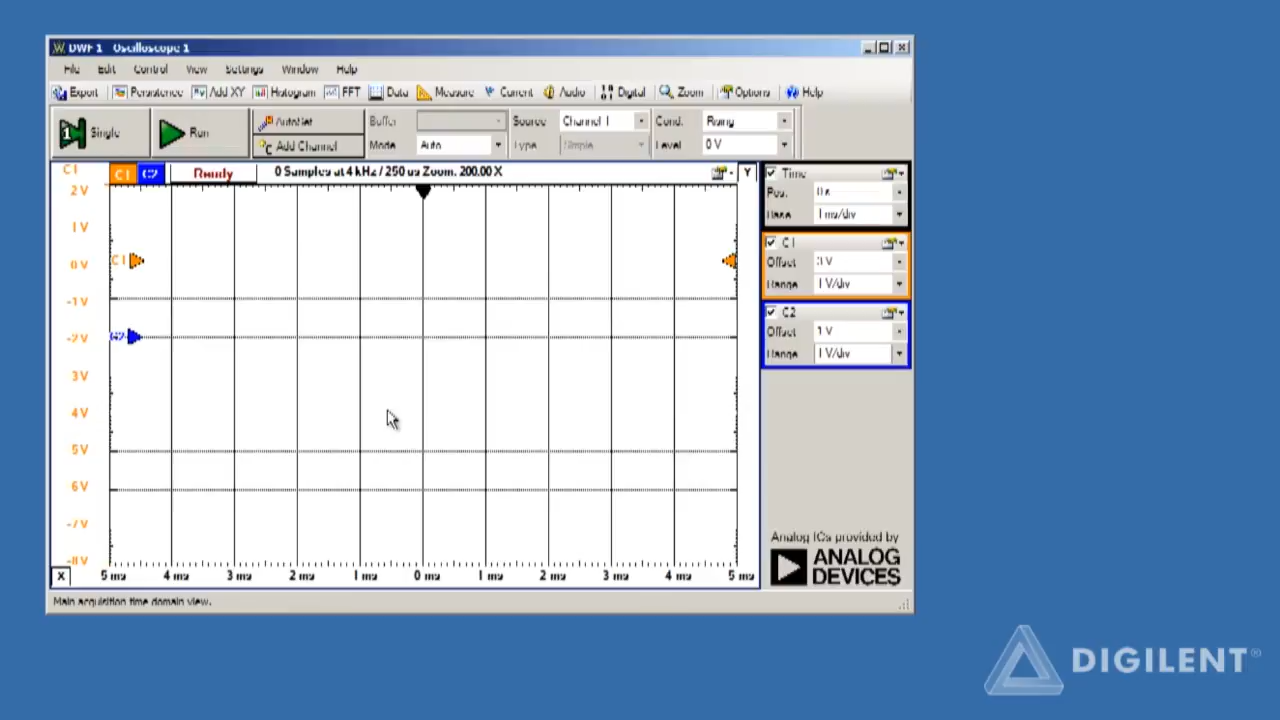 DWF 1 Oscilloscope 1
File Edit Control View Settings Window Help
Export Persistence Add XY Histogram FFT Data Measure Current Audio Digital Zoom Options Help
1 Single Run AutoSet Buffer Source Channel 1 Cond. Rising
Add Channel Mode Auto Type Simple Level 0 V
C1 C1 C2 Ready 0 Samples at 4 kHz / 250 us Zoom. 200.00 X Y
2 V
1 V
C1
0 V
-1 V
C2
-2 V
3 V
4 V
5 V
6 V
-7 V
-8 V
X 5 ms 4 ms 3 ms 2 ms 1 ms 0 ms 1 ms 2 ms 3 ms 4 ms 5 ms
Time
Pos. 0 s
Base 1 ms/div
C1
Offset 3 V
Range 1 V/div
C2
Offset 1 V
Range 1 V/div
Analog ICs provided by
ANALOG
DEVICES
Main acquisition time domain view.
DIGILENT®